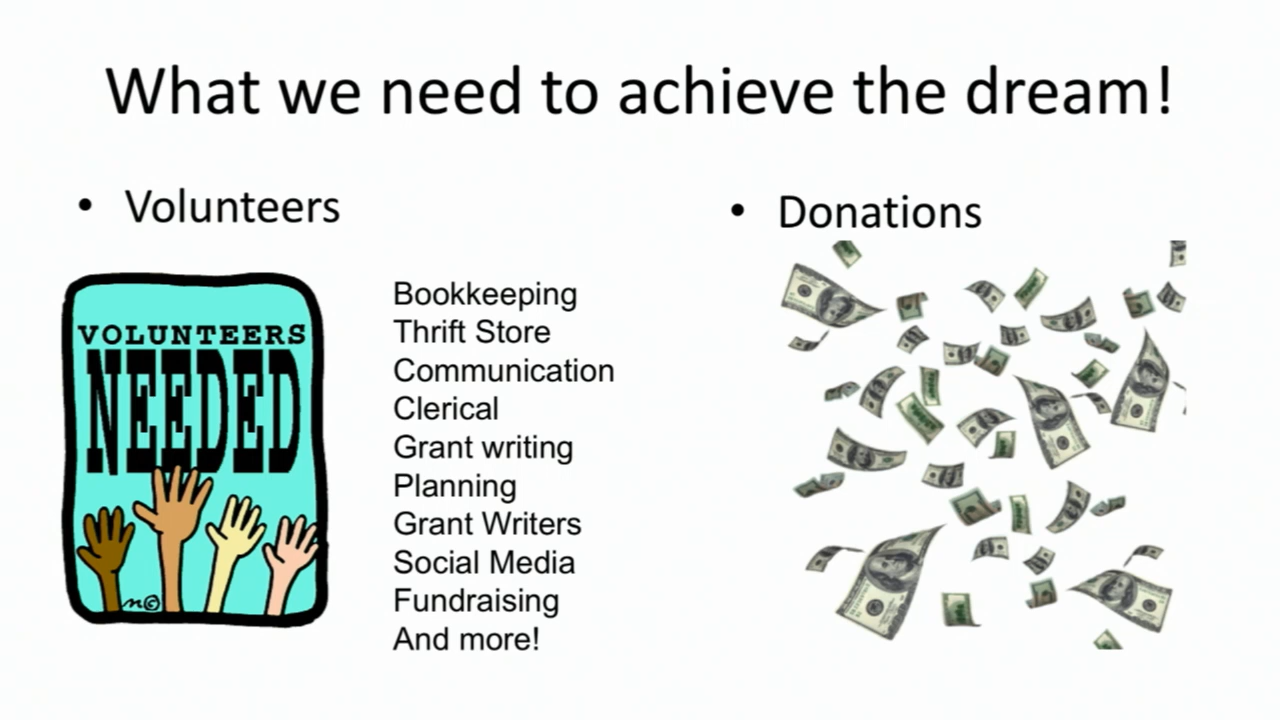 What we need to achieve the dream!
• Volunteers
VOLUNTEERS
NEEDED
Bookkeeping
Thrift Store
Communication
Clerical
Grant writing
Planning
Grant Writers
Social Media
Fundraising
And more!
• Donations